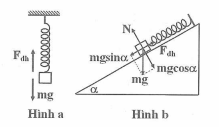 N
F_dh
F_dh
mgsinα
mgcosα
mg
mg
α
Hình a
Hình b